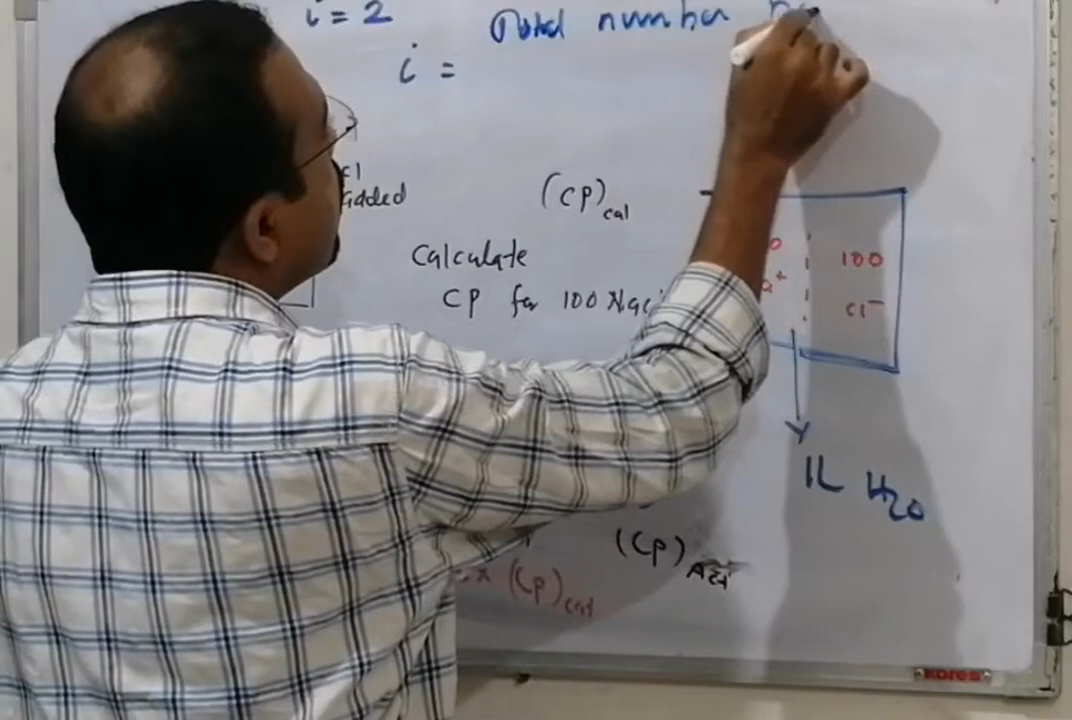 i = 2
Total number
i =
added
(CP)cal
Calculate
CP for 100 NaCl
100
Cl⁻
1L H2O
(CP)Act
x (CP)cal
KORES